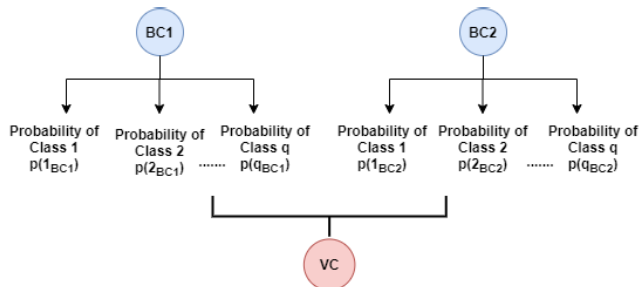 BC1
BC2
Probability of
Class 1
p(1BC1)
Probability of
Class 2
p(2BC1)
.......
Probability of
Class q
p(qBC1)
Probability of
Class 1
p(1BC2)
Probability of
Class 2
p(2BC2)
.......
Probability of
Class q
p(qBC2)
VC